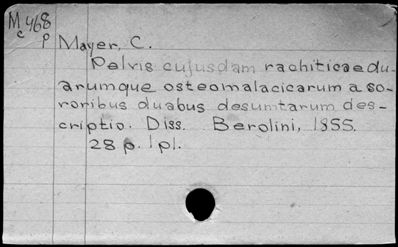 M468
c
p
Mayer, C.
Pelvis cujusdam rachiticae du-
arumque osteomalacicarum a so-
roribus duabus desumtarum des-
criptio. Diss. Berolini, 1855.
28 p. 1 pl.